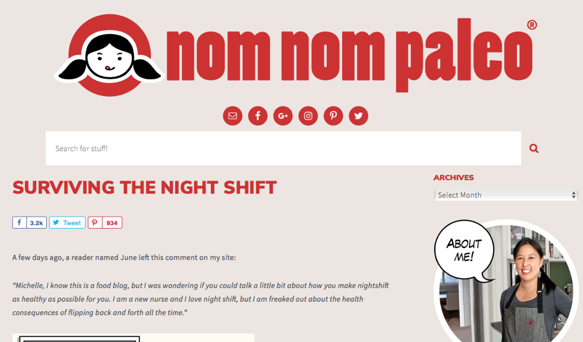 nom nom paleo®
Search for stuff!
SURVIVING THE NIGHT SHIFT
3.2k Tweet 934
A few days ago, a reader named June left this comment on my site:
"Michelle, I know this is a food blog, but I was wondering if you could talk a little bit about how you make nightshift
as healthy as possible for you. I am a new nurse and I love night shift, but I am freaked out about the health
consequences of flipping back and forth all the time."
ARCHIVES
Select Month
ABOUT
ME!